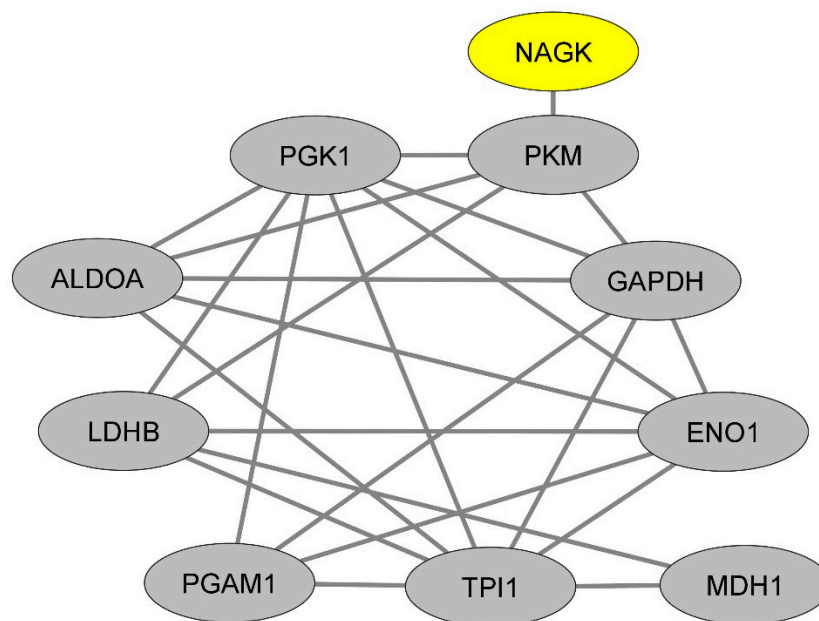 NAGK
PGK1
PKM
ALDOA
GAPDH
LDHB
ENO1
PGAM1
TPI1
MDH1